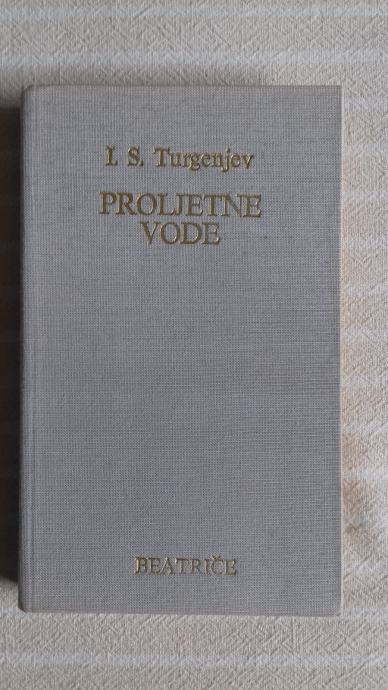 I. S. Turgenjev
PROLJETNE
VODE
BEATRIČE